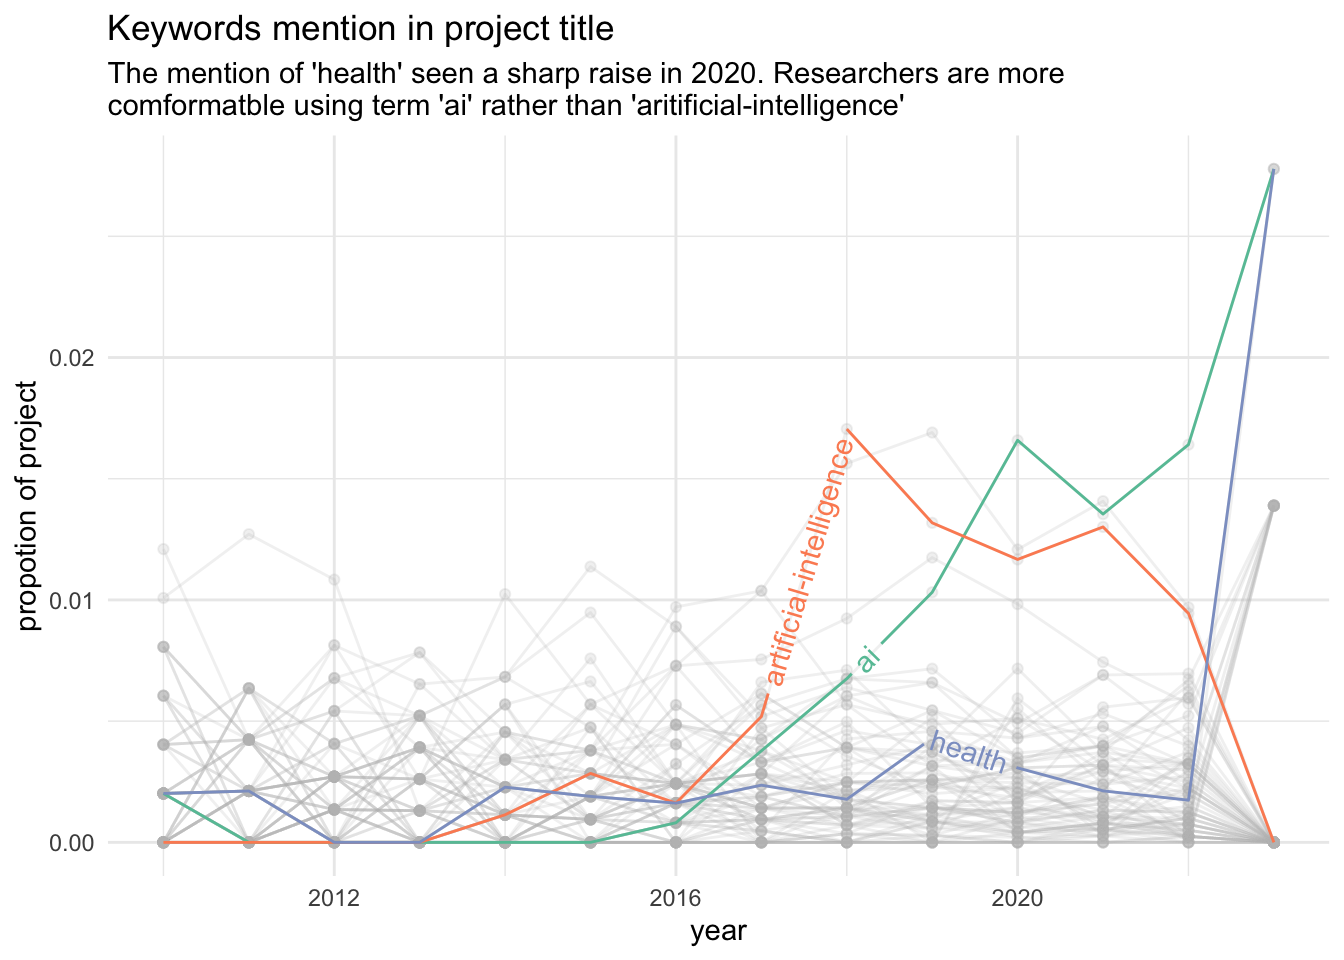 Keywords mention in project title
The mention of 'health' seen a sharp raise in 2020. Researchers are more
comformatble using term 'ai' rather than 'aritificial-intelligence'
0.02
0.01
0.00
propotion of project
artificial-intelligence
ai
health
2012
2016
2020
year